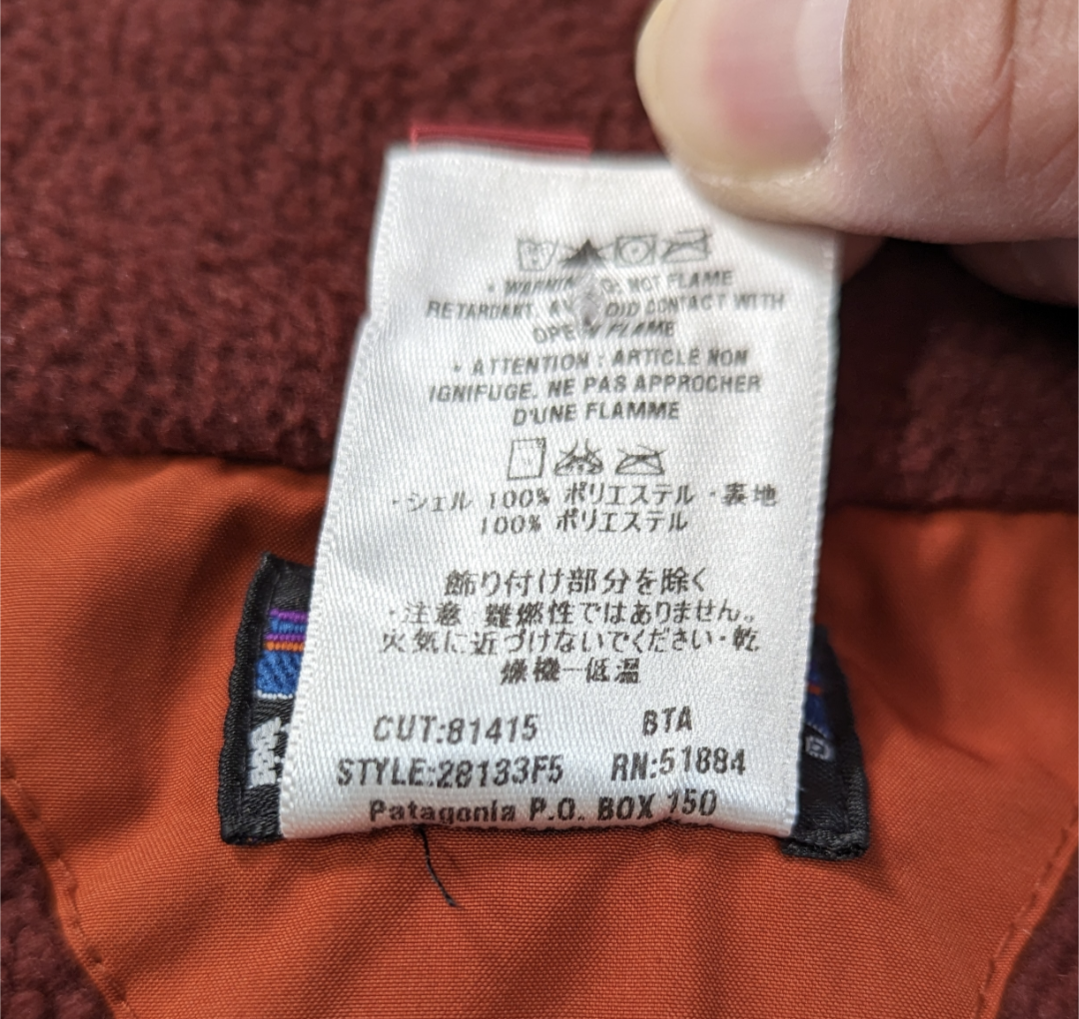 • WARNING: NOT FLAME
RETARDANT. AVOID CONTACT WITH
OPEN FLAME
• ATTENTION : ARTICLE NON
IGNIFUGE. NE PAS APPROCHER
D'UNE FLAMME
・シェル 100% ポリエステル ・表地
100% ポリエステル
飾り付け部分を除く
・注意 難燃性ではありません。
火気に近づけないでください・乾
燥機ー低温
CUT:81415 BTA
STYLE:28133F5 RN:51884
Patagonia P.O. BOX 150